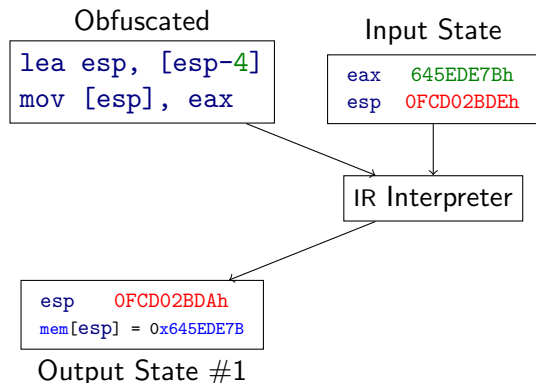 Obfuscated
lea esp, [esp-4]
mov [esp], eax
Input State
eax 645EDE7Bh
esp 0FCD02BDEh
IR Interpreter
esp 0FCD02BDAh
mem[esp] = 0x645EDE7B
Output State #1